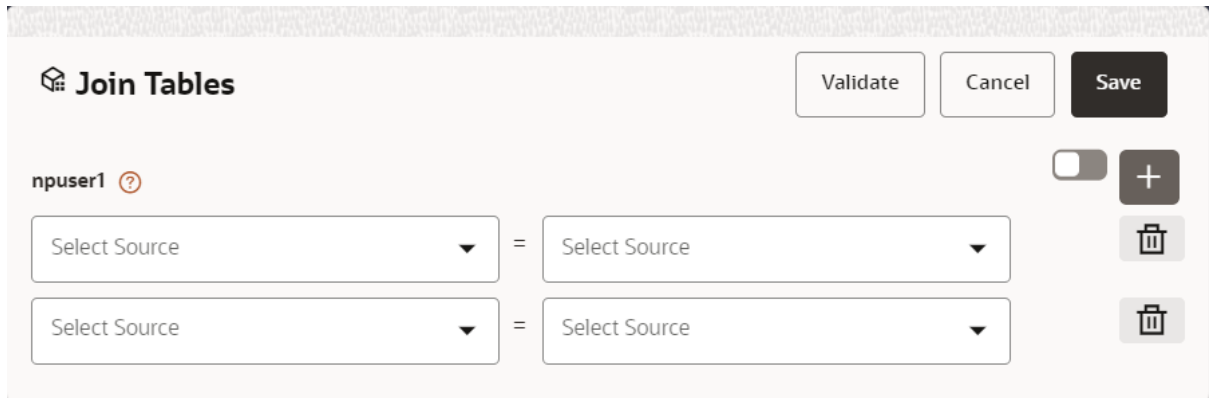 Join Tables
Validate
Cancel
Save
npuser1 ?
Select Source = Select Source
Select Source = Select Source